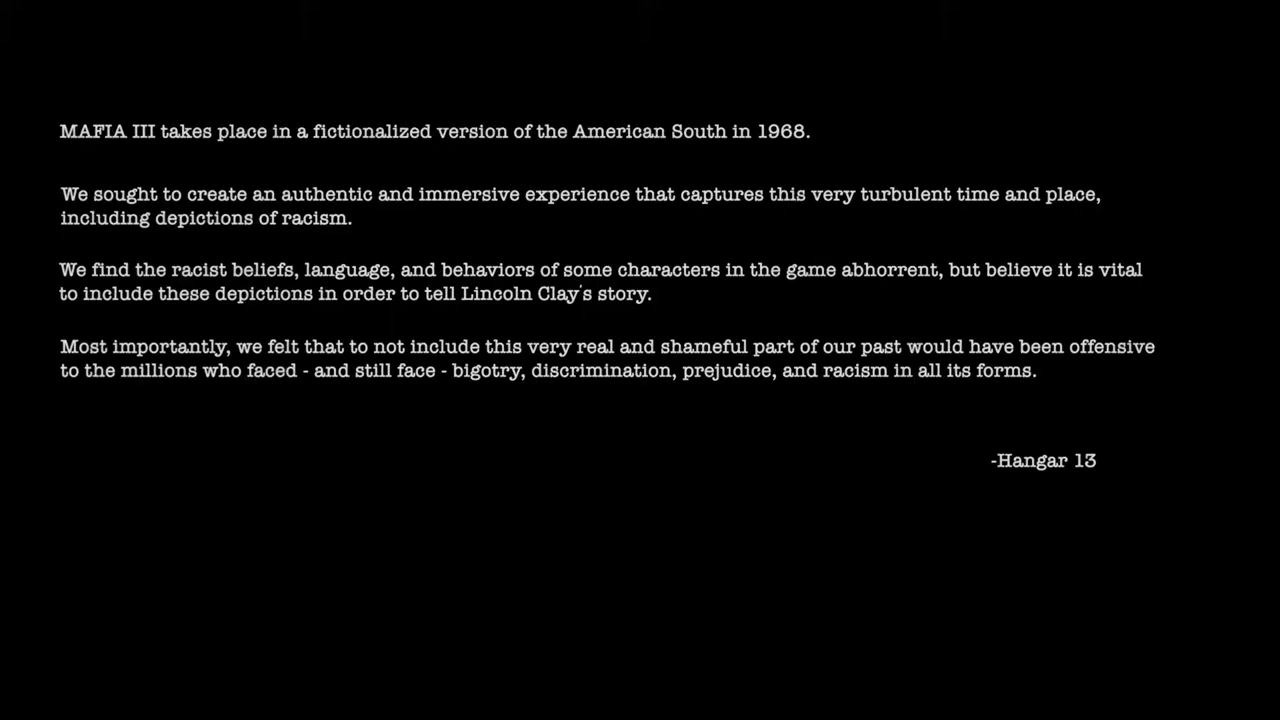 MAFIA III takes place in a fictionalized version of the American South in 1968.
We sought to create an authentic and immersive experience that captures this very turbulent time and place,
including depictions of racism.
We find the racist beliefs, language, and behaviors of some characters in the game abhorrent, but believe it is vital
to include these depictions in order to tell Lincoln Clay's story.
Most importantly, we felt that to not include this very real and shameful part of our past would have been offensive
to the millions who faced - and still face - bigotry, discrimination, prejudice, and racism in all its forms.
-Hangar 13